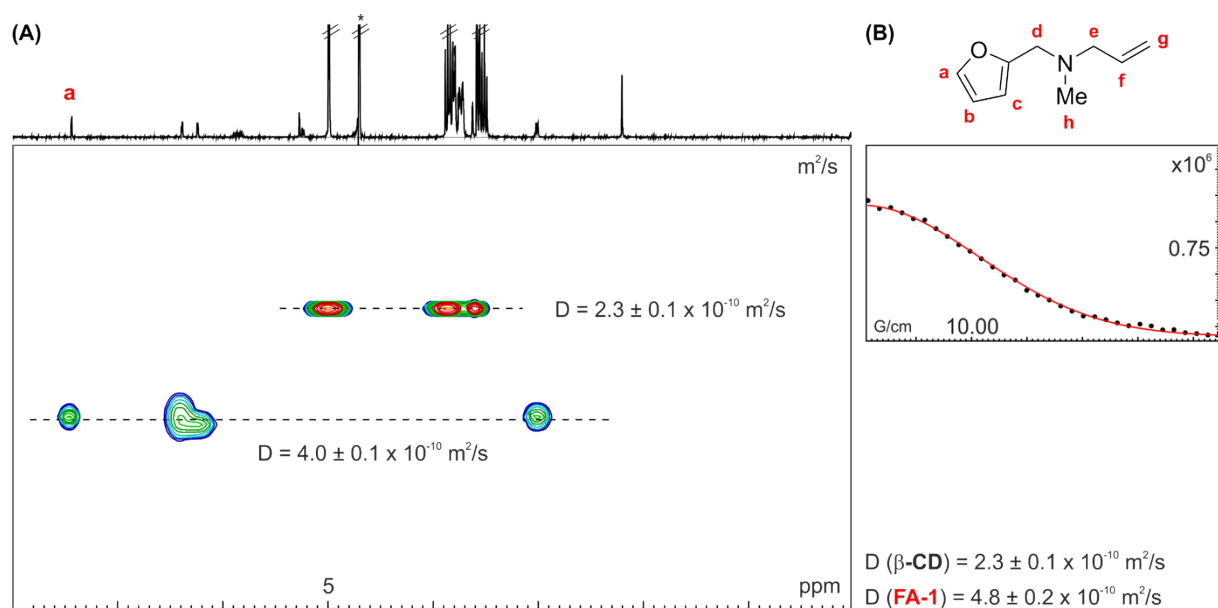 (A)
*
a
m²/s
D = 2.3 ± 0.1 x 10⁻¹⁰ m²/s
D = 4.0 ± 0.1 x 10⁻¹⁰ m²/s
5
ppm
(B)
d
e
g
O
N
a
f
Me
b
c
h
x10⁶
0.75
G/cm
10.00
D (β-CD) = 2.3 ± 0.1 x 10⁻¹⁰ m²/s
D (FA-1) = 4.8 ± 0.2 x 10⁻¹⁰ m²/s